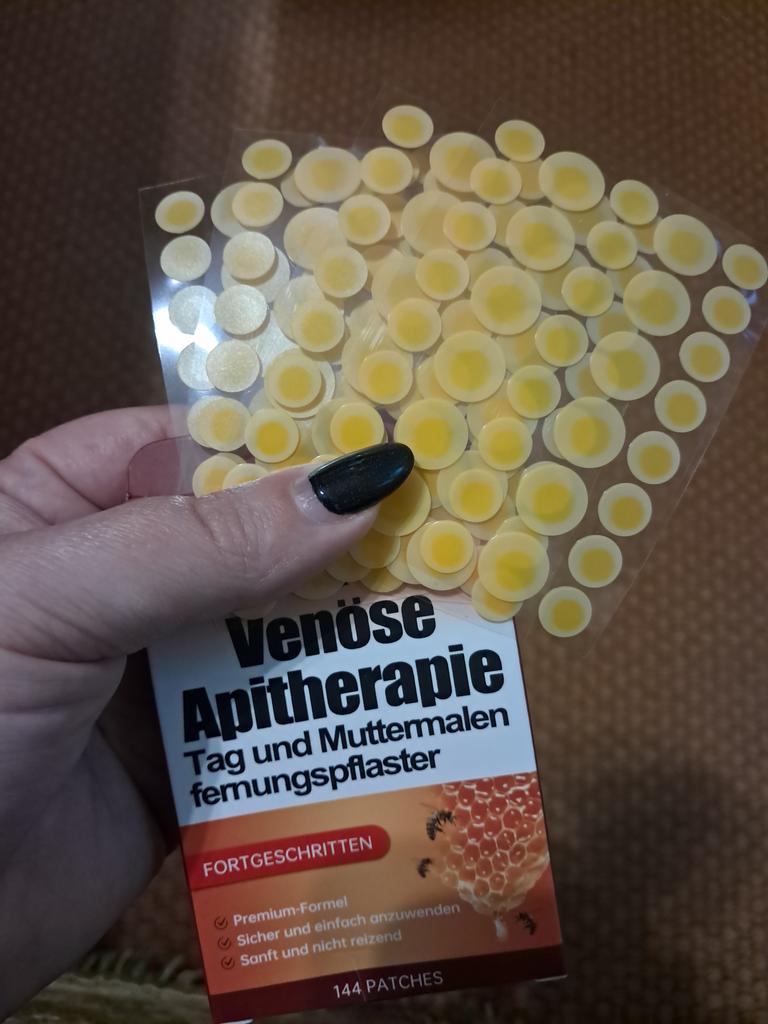 Venöse
Apitherapie
Tag und Muttermalen
fernungspflaster
FORTGESCHRITTEN
Premium-Formel
Sicher und einfach anzuwenden
Sanft und nicht reizend
144 PATCHES